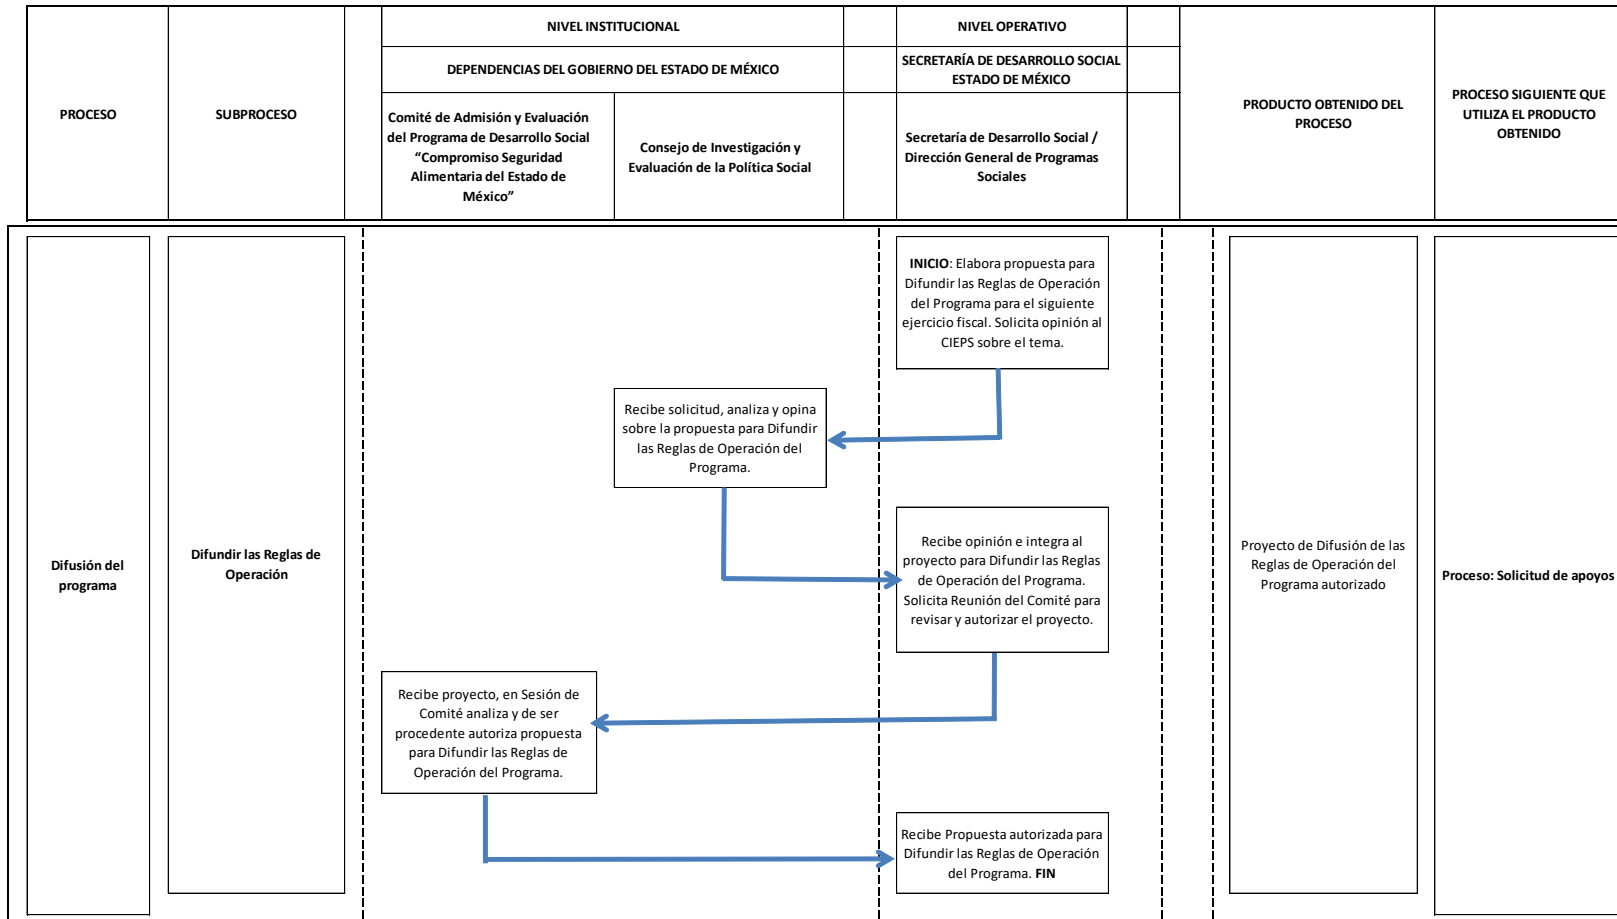 NIVEL INSTITUCIONAL
NIVEL OPERATIVO
DEPENDENCIAS DEL GOBIERNO DEL ESTADO DE MÉXICO
SECRETARÍA DE DESARROLLO SOCIAL
ESTADO DE MÉXICO
PROCESO
SUBPROCESO
Comité de Admisión y Evaluación
del Programa de Desarrollo Social
“Compromiso Seguridad
Alimentaria del Estado de
México”
Consejo de Investigación y
Evaluación de la Política Social
Secretaría de Desarrollo Social /
Dirección General de Programas
Sociales
PRODUCTO OBTENIDO DEL
PROCESO
PROCESO SIGUIENTE QUE
UTILIZA EL PRODUCTO
OBTENIDO
Difusión del
programa
Difundir las Reglas de
Operación
INICIO: Elabora propuesta para
Difundir las Reglas de Operación
del Programa para el siguiente
ejercicio fiscal. Solicita opinión al
CIEPS sobre el tema.
Recibe solicitud, analiza y opina
sobre la propuesta para Difundir
las Reglas de Operación del
Programa.
Recibe opinión e integra al
proyecto para Difundir las Reglas
de Operación del Programa.
Solicita Reunión del Comité para
revisar y autorizar el proyecto.
Recibe proyecto, en Sesión de
Comité analiza y de ser
procedente autoriza propuesta
para Difundir las Reglas de
Operación del Programa.
Recibe Propuesta autorizada para
Difundir las Reglas de Operación
del Programa. FIN
Proyecto de Difusión de las
Reglas de Operación del
Programa autorizado
Proceso: Solicitud de apoyos